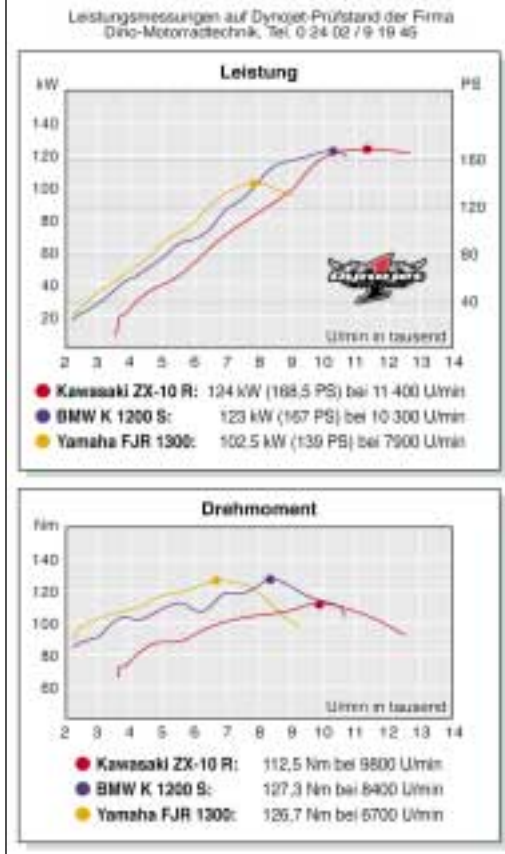 Leistungsmessungen auf Dynojet-Prüfstand der Firma
Dino-Motorradtechnik, Tel. 0 24 02 / 9 19 45
Leistung
kW
PS
140
120
100
80
60
40
20
160
120
80
40
Dynojet
U/min in tausend
2 3 4 5 6 7 8 9 10 11 12 13 14
Kawasaki ZX-10 R: 124 kW (168,5 PS) bei 11 400 U/min
BMW K 1200 S: 123 kW (167 PS) bei 10 300 U/min
Yamaha FJR 1300: 102,5 kW (139 PS) bei 7900 U/min
Drehmoment
Nm
140
120
100
80
60
U/min in tausend
2 3 4 5 6 7 8 9 10 11 12 13 14
Kawasaki ZX-10 R: 112,5 Nm bei 9800 U/min
BMW K 1200 S: 127,3 Nm bei 8400 U/min
Yamaha FJR 1300: 126,7 Nm bei 6700 U/min